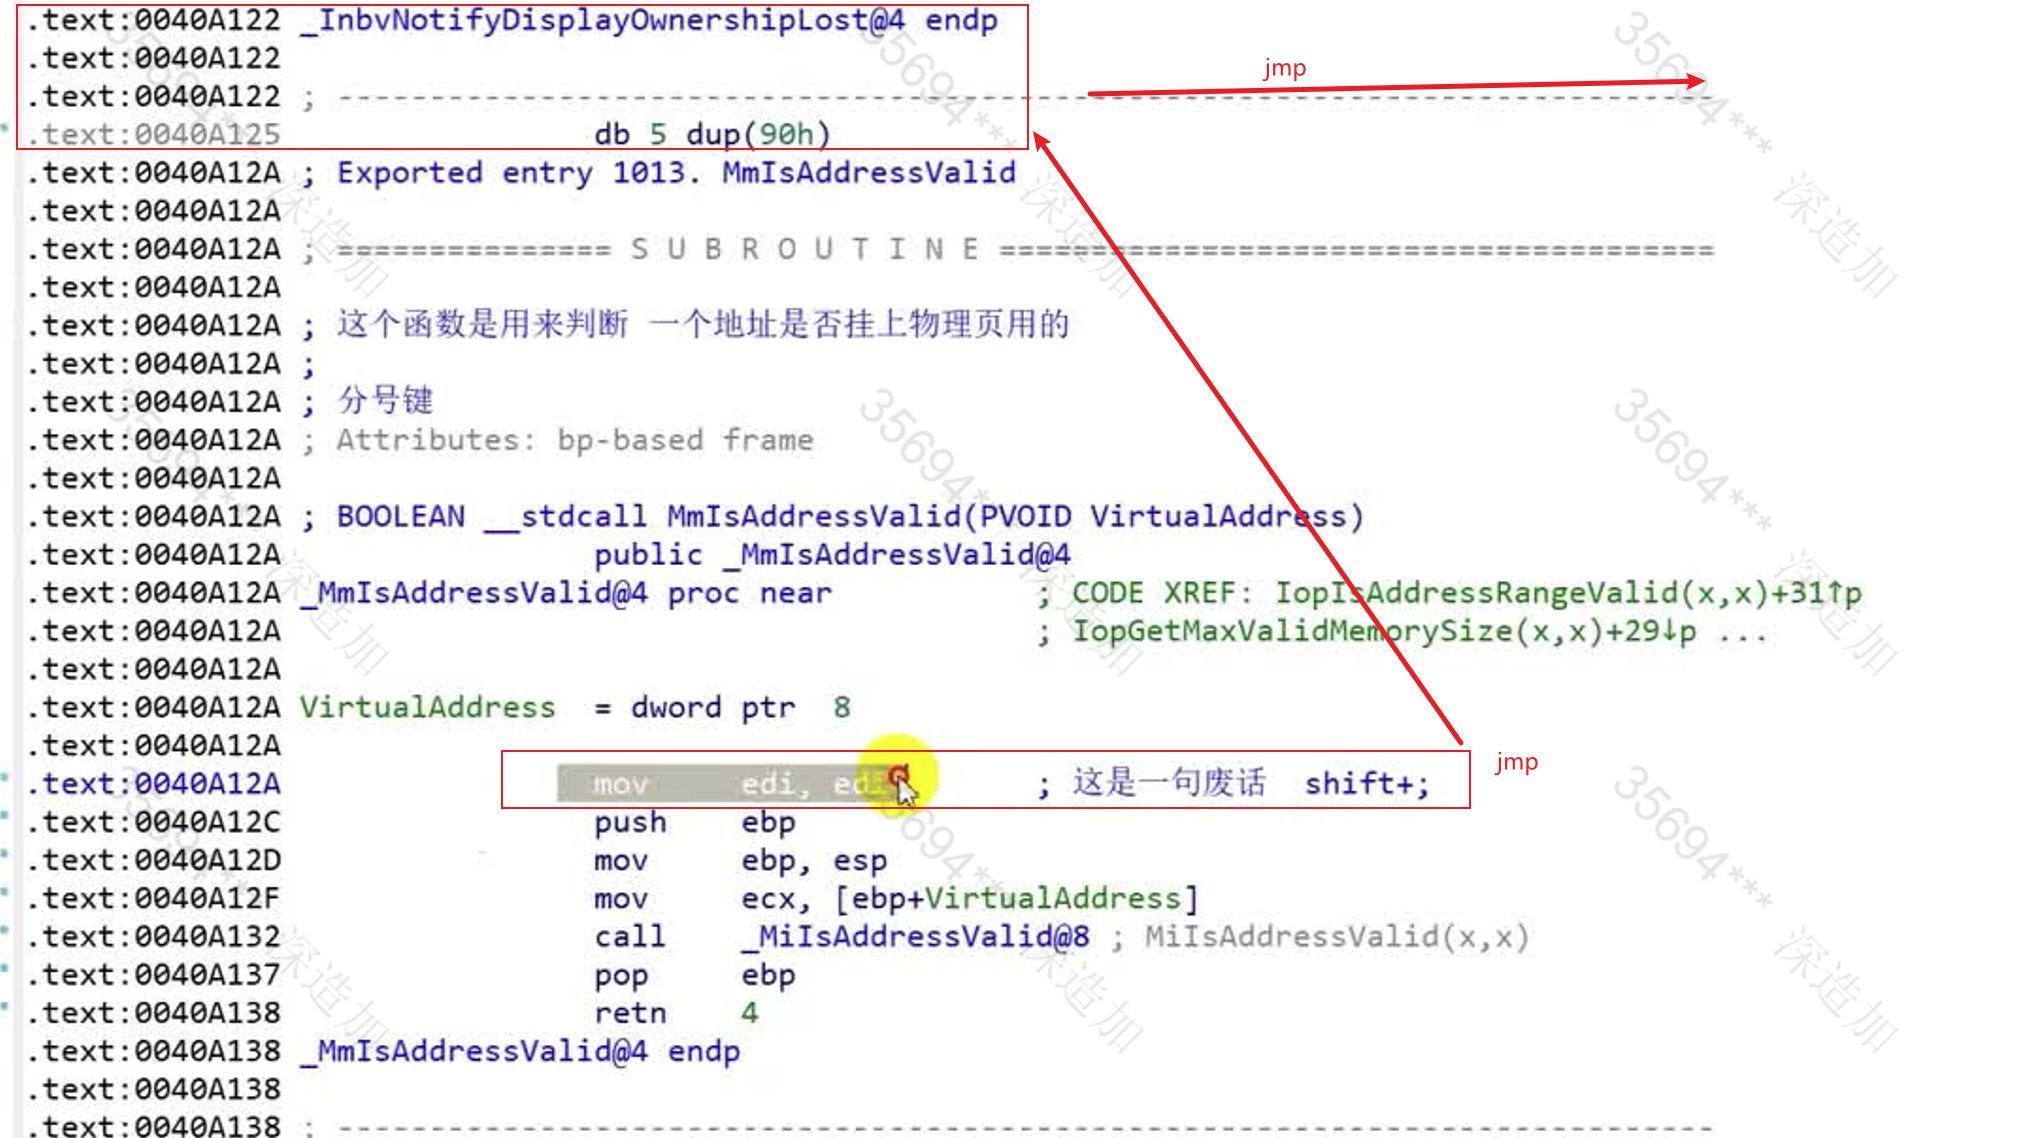 .text:0040A122 _InbvNotifyDisplayOwnershipLost@4 endp
.text:0040A122
jmp
.text:0040A122 ; ---------------------------------------------------------------------------
.text:0040A125 db 5 dup(90h)
.text:0040A12A ; Exported entry 1013. MmIsAddressValid
.text:0040A12A
.text:0040A12A ; =============== S U B R O U T I N E =======================================
.text:0040A12A
.text:0040A12A ; 这个函数是用来判断 一个地址是否挂上物理页用的
.text:0040A12A ;
.text:0040A12A ; 分号键
.text:0040A12A ; Attributes: bp-based frame
.text:0040A12A
.text:0040A12A ; BOOLEAN __stdcall MmIsAddressValid(PVOID VirtualAddress)
.text:0040A12A public _MmIsAddressValid@4
.text:0040A12A _MmIsAddressValid@4 proc near ; CODE XREF: IopIsAddressRangeValid(x,x)+31↑p
.text:0040A12A ; IopGetMaxValidMemorySize(x,x)+29↓p ...
.text:0040A12A
.text:0040A12A VirtualAddress = dword ptr 8
.text:0040A12A
jmp
.text:0040A12A mov edi, edi ; 这是一句废话 shift+;
.text:0040A12C push ebp
.text:0040A12D mov ebp, esp
.text:0040A12F mov ecx, [ebp+VirtualAddress]
.text:0040A132 call _MiIsAddressValid@8 ; MiIsAddressValid(x,x)
.text:0040A137 pop ebp
.text:0040A138 retn 4
.text:0040A138 _MmIsAddressValid@4 endp
.text:0040A138
.text:0040A138 ; ---------------------------------------------------------------------------
35694***
深造加